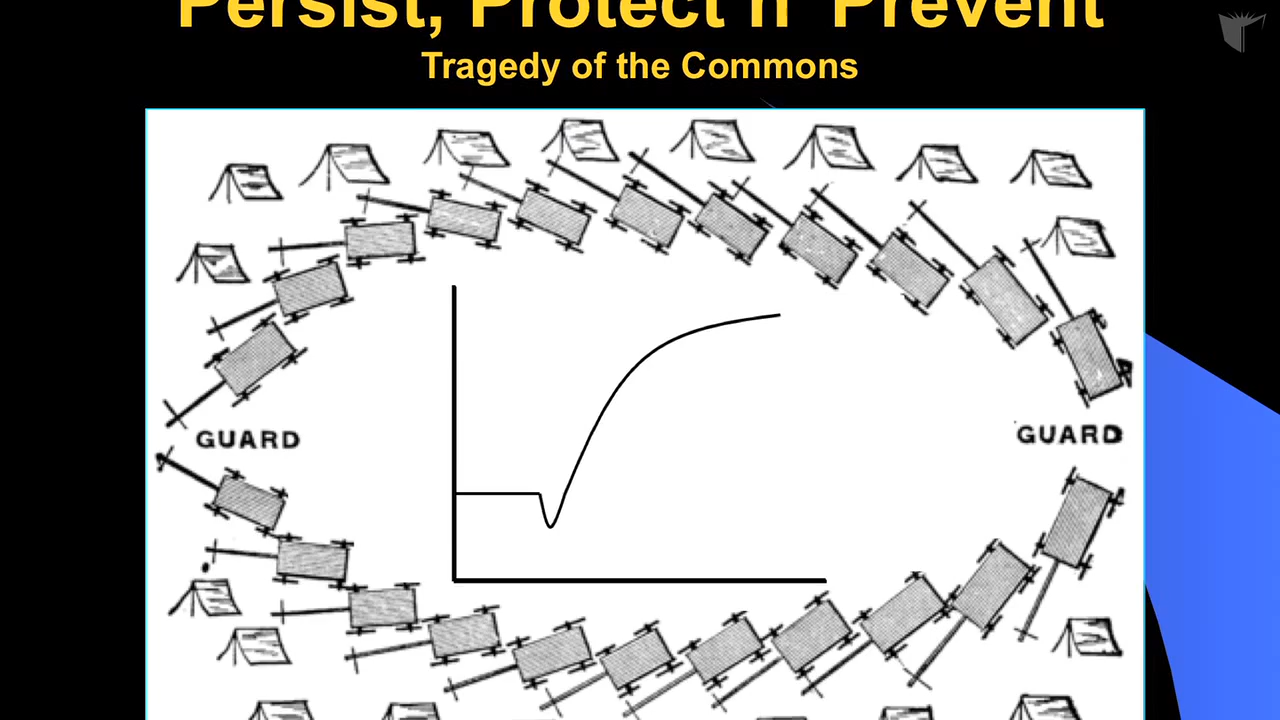 Persist, Protect n' Prevent
Tragedy of the Commons
GUARD
GUARD